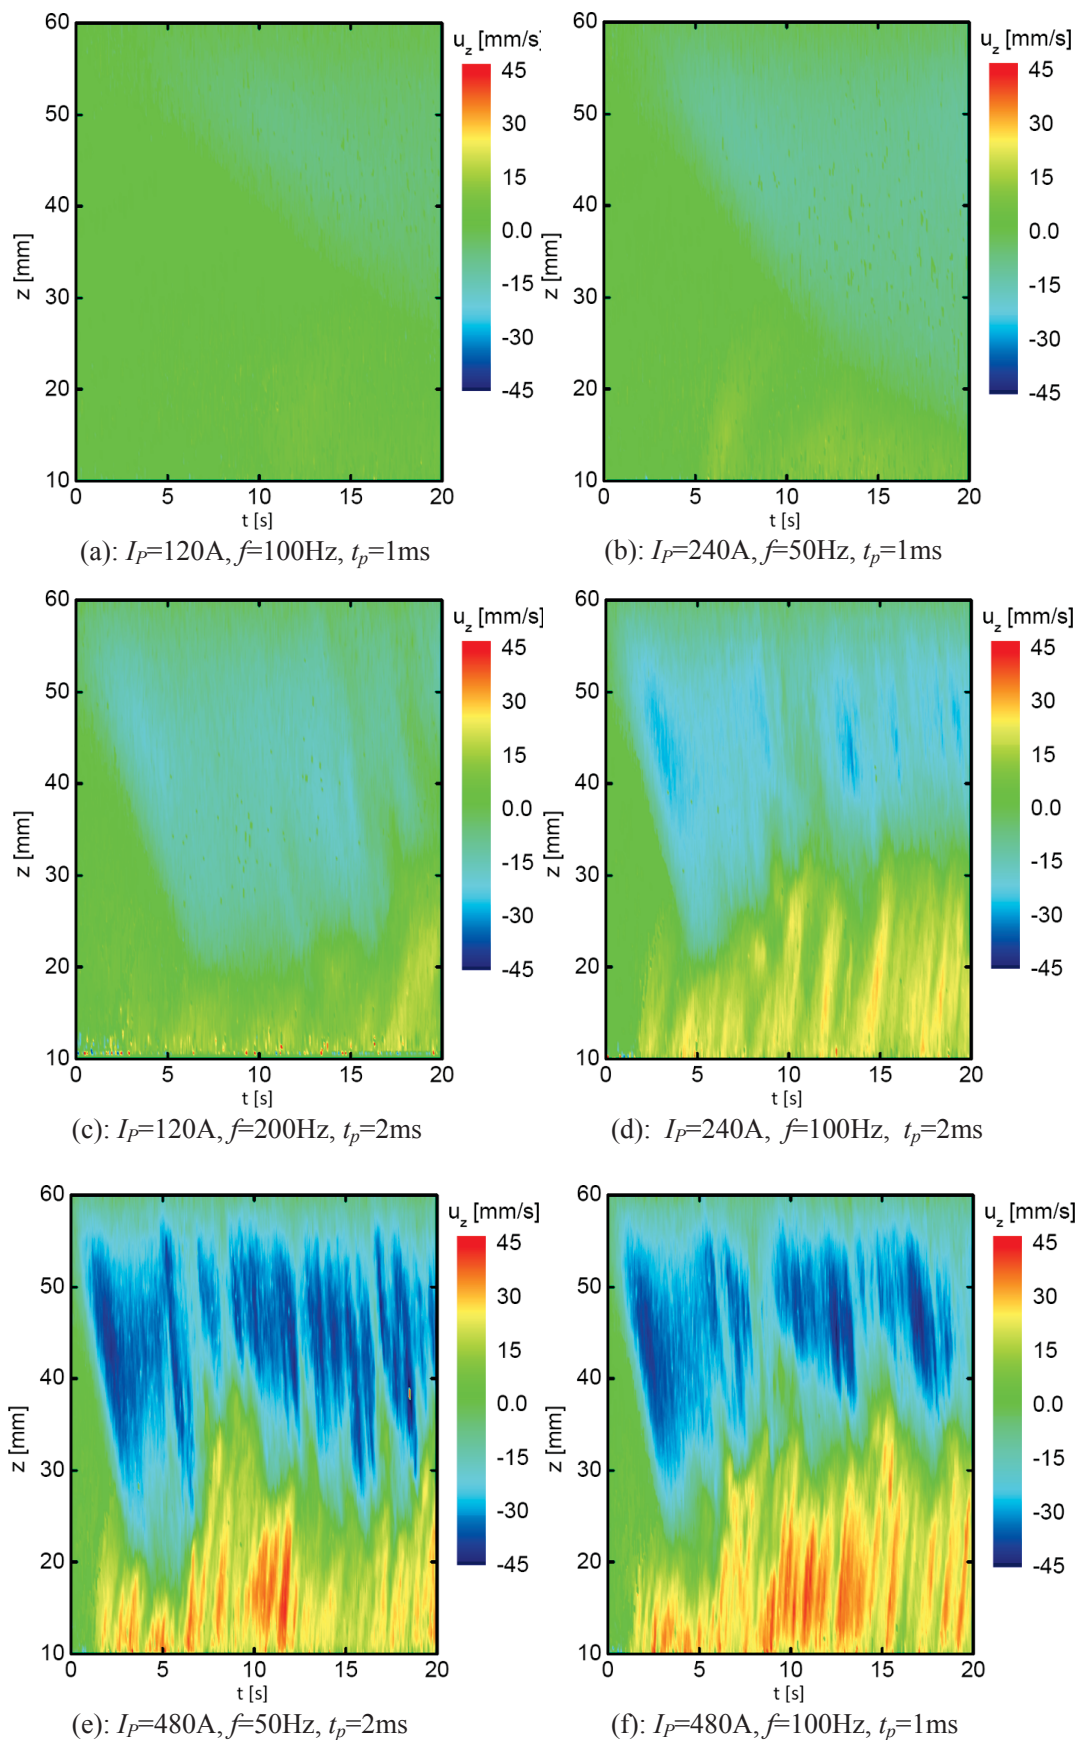 60 50 40 30 20 10
z [mm]
0 5 10 15 20
t [s]
u_z [mm/s]
45 30 15 0.0 -15 -30 -45
(a): I_P=120A, f=100Hz, t_p=1ms
60 50 40 30 20 10
z [mm]
0 5 10 15 20
t [s]
u_z [mm/s]
45 30 15 0.0 -15 -30 -45
(b): I_P=240A, f=50Hz, t_p=1ms
60 50 40 30 20 10
z [mm]
0 5 10 15 20
t [s]
u_z [mm/s]
45 30 15 0.0 -15 -30 -45
(c): I_P=120A, f=200Hz, t_p=2ms
60 50 40 30 20 10
z [mm]
0 5 10 15 20
t [s]
u_z [mm/s]
45 30 15 0.0 -15 -30 -45
(d): I_P=240A, f=100Hz, t_p=2ms
60 50 40 30 20 10
z [mm]
0 5 10 15 20
t [s]
u_z [mm/s]
45 30 15 0.0 -15 -30 -45
(e): I_P=480A, f=50Hz, t_p=2ms
60 50 40 30 20 10
z [mm]
0 5 10 15 20
t [s]
u_z [mm/s]
45 30 15 0.0 -15 -30 -45
(f): I_P=480A, f=100Hz, t_p=1ms